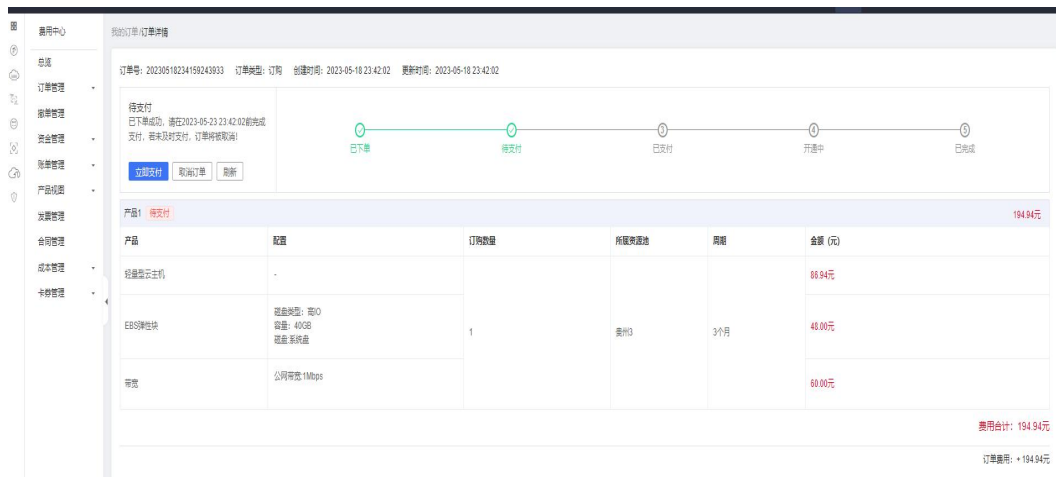 费用中心
我的订单/订单详情
总览
订单管理
撤单管理
资金管理
账单管理
产品视图
发票管理
合同管理
成本管理
卡券管理
订单号: 20230518234159243933 订单类型: 订购 创建时间: 2023-05-18 23:42:02 更新时间: 2023-05-18 23:42:02
待支付
已下单成功, 请在2023-05-23 23:42:02前完成
支付, 若未及时支付, 订单将被取消!
立即支付 取消订单 刷新
已下单 待支付 3 已支付 4 开通中 5 已完成
产品1 待支付 194.94元
产品 配置 订购数量 所属资源池 周期 金额 (元)
轻量型云主机 - 86.94元
EBS弹性块 磁盘类型: 高IO
容量: 40GB
磁盘:系统盘
1 贵州3 3个月 48.00元
带宽 公网带宽:1Mbps 60.00元
费用合计: 194.94元
订单费用: + 194.94元